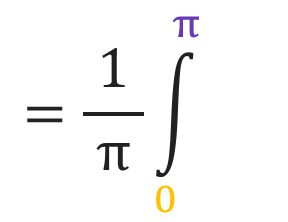 = 1/π ∫₀^π